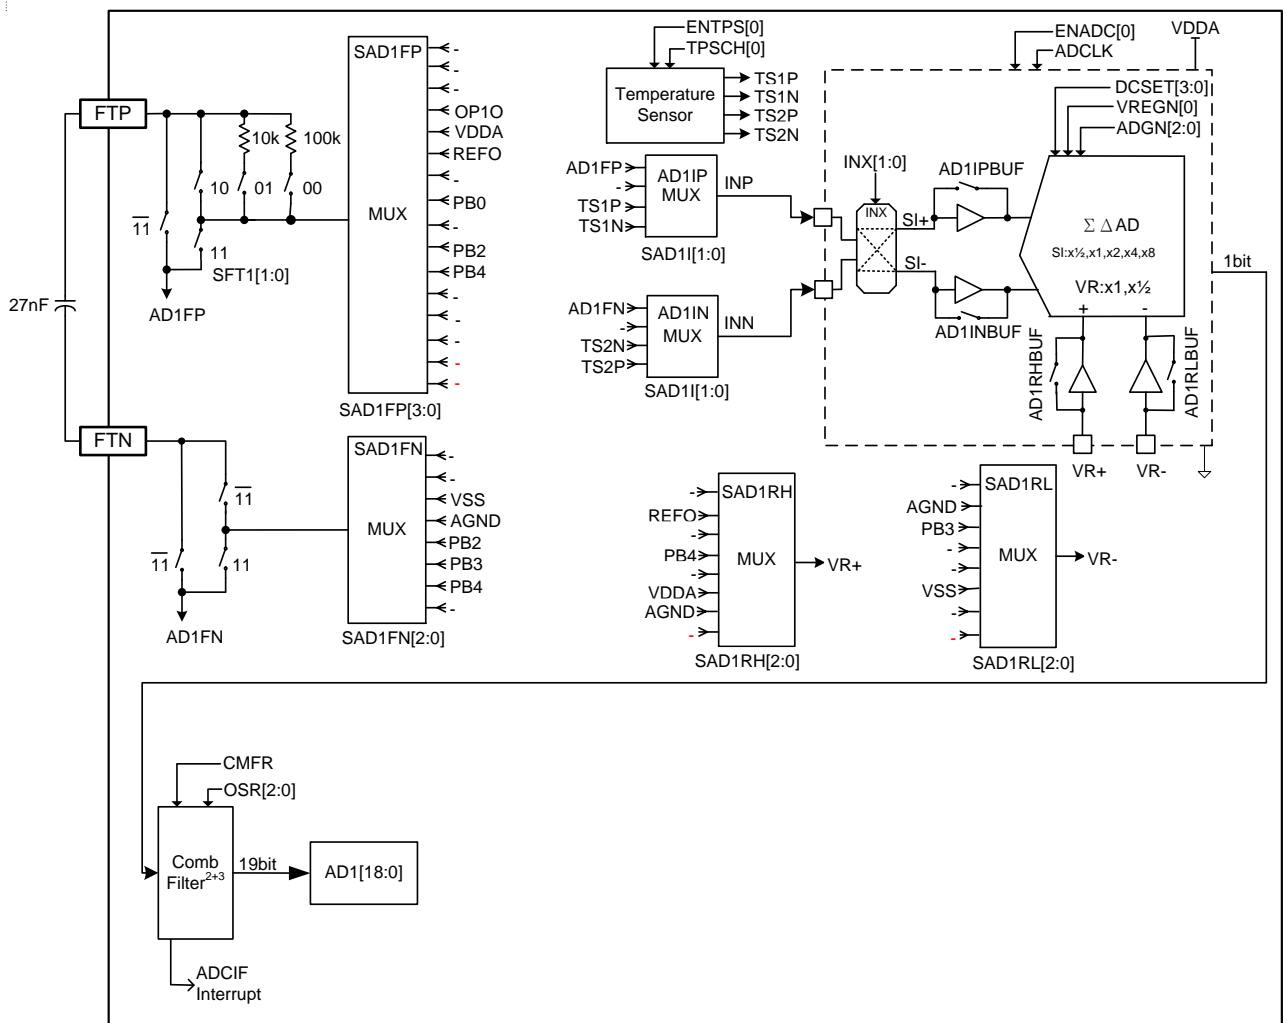 SAD1FP
-
-
-
OP1O
VDDA
REFO
-
PB0
-
PB2
PB4
-
-
-
-
-
MUX
SAD1FP[3:0]
FTP
10k
100k
10
01
00
11
11
SFT1[1:0]
AD1FP
27nF
FTN
11
11
11
AD1FN
SAD1FN
-
-
VSS
AGND
PB2
PB3
PB4
-
MUX
SAD1FN[2:0]
ENTPS[0]
TPSCH[0]
Temperature
Sensor
TS1P
TS1N
TS2P
TS2N
AD1FP
-
TS1P
TS1N
AD1IP
MUX
INP
SAD1I[1:0]
AD1FN
-
TS2N
TS2P
AD1IN
MUX
INN
SAD1I[1:0]
ENADC[0]
ADCLK
VDDA
DCSET[3:0]
VREGN[0]
ADGN[2:0]
INX[1:0]
INX
SI+
SI-
AD1IPBUF
AD1INBUF
Σ Δ AD
SI:x½,x1,x2,x4,x8
VR:x1,x½
+
-
AD1RHBUF
AD1RLBUF
VR+
VR-
1bit
-
REFO
-
PB4
-
VDDA
AGND
-
SAD1RH
MUX
VR+
SAD1RH[2:0]
-
AGND
PB3
-
-
VSS
-
-
SAD1RL
MUX
VR-
SAD1RL[2:0]
CMFR
OSR[2:0]
Comb
Filter2+3
19bit
AD1[18:0]
ADCIF
Interrupt